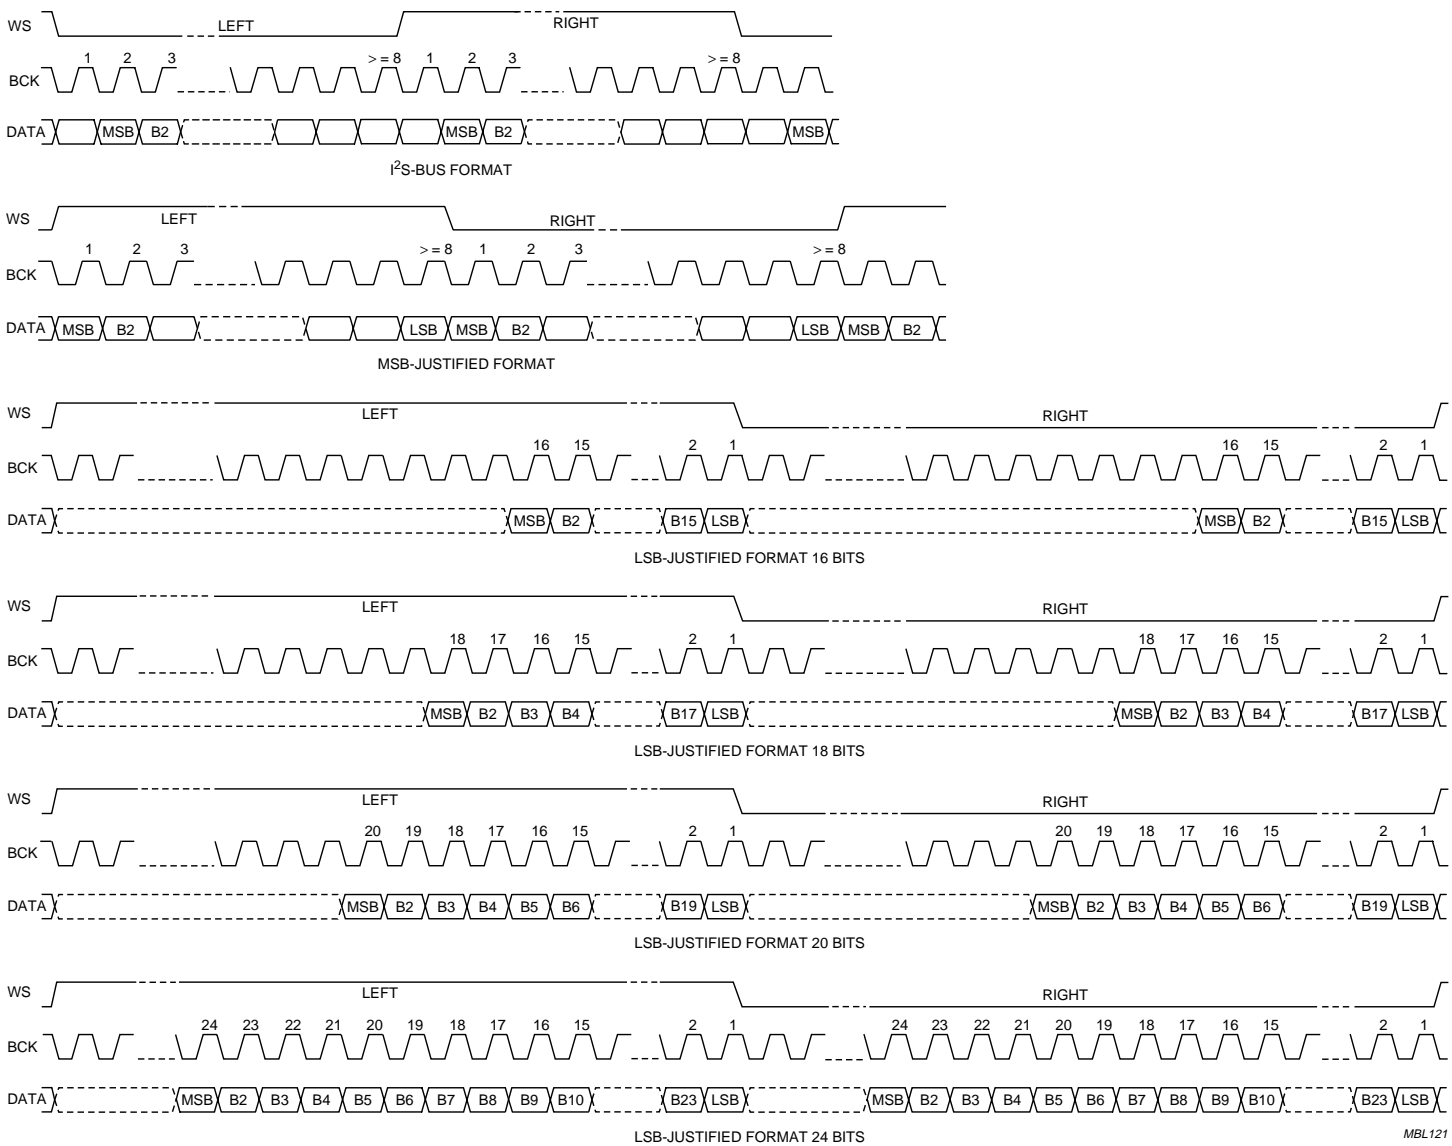 WS LEFT RIGHT
1 2 3 > = 8 1 2 3 > = 8
BCK
DATA MSB B2 MSB B2 MSB
I²S-BUS FORMAT
WS LEFT RIGHT
1 2 3 > = 8 1 2 3 > = 8
BCK
DATA MSB B2 LSB MSB B2 LSB MSB B2
MSB-JUSTIFIED FORMAT
WS LEFT RIGHT
16 15 2 1 16 15 2 1
BCK
DATA MSB B2 B15 LSB MSB B2 B15 LSB
LSB-JUSTIFIED FORMAT 16 BITS
WS LEFT RIGHT
18 17 16 15 2 1 18 17 16 15 2 1
BCK
DATA MSB B2 B3 B4 B17 LSB MSB B2 B3 B4 B17 LSB
LSB-JUSTIFIED FORMAT 18 BITS
WS LEFT RIGHT
20 19 18 17 16 15 2 1 20 19 18 17 16 15 2 1
BCK
DATA MSB B2 B3 B4 B5 B6 B19 LSB MSB B2 B3 B4 B5 B6 B19 LSB
LSB-JUSTIFIED FORMAT 20 BITS
WS LEFT RIGHT
24 23 22 21 20 19 18 17 16 15 2 1 24 23 22 21 20 19 18 17 16 15 2 1
BCK
DATA MSB B2 B3 B4 B5 B6 B7 B8 B9 B10 B23 LSB MSB B2 B3 B4 B5 B6 B7 B8 B9 B10 B23 LSB
LSB-JUSTIFIED FORMAT 24 BITS
MBL121